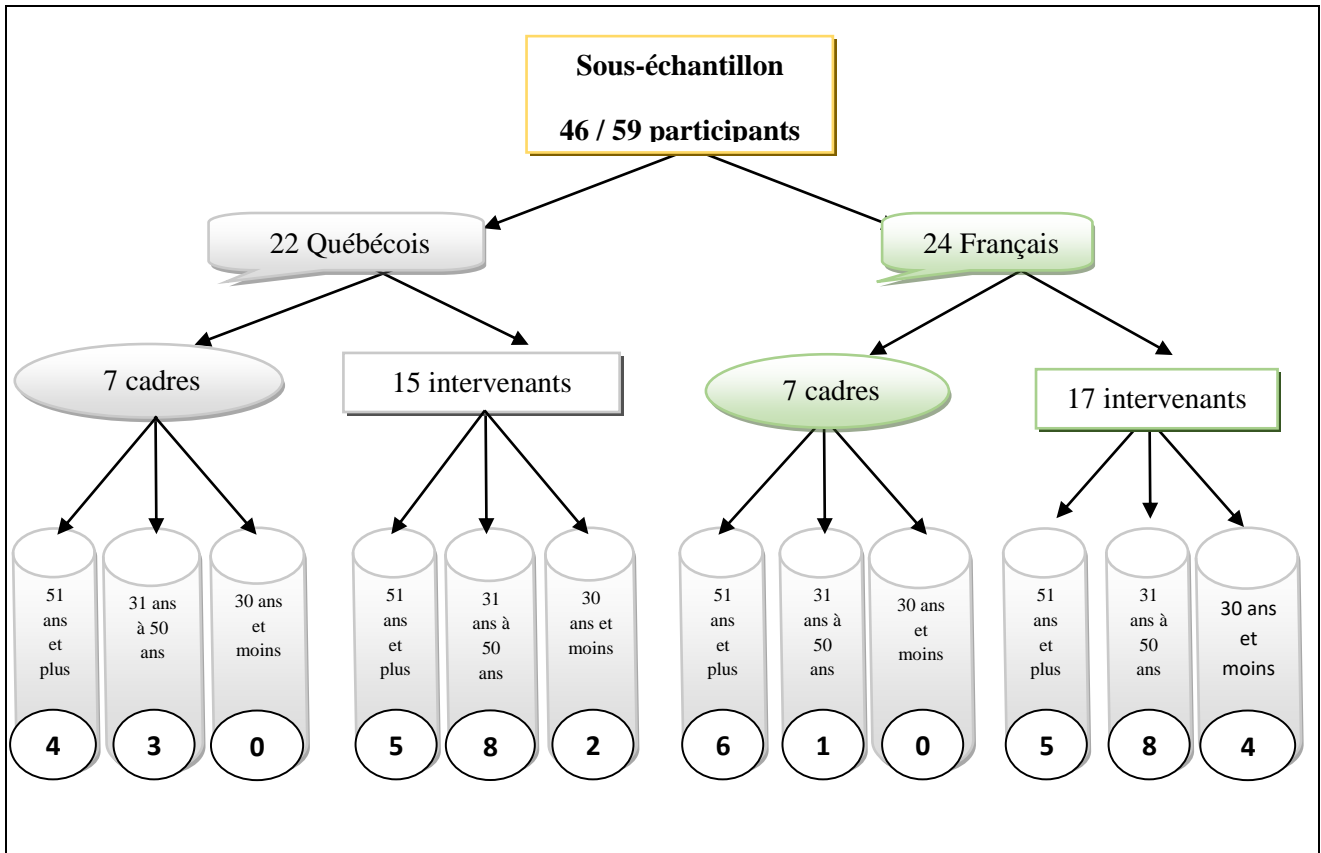 Sous-échantillon
46 / 59 participants
22 Québécois
24 Français
7 cadres
15 intervenants
7 cadres
17 intervenants
51
ans
et
plus
31 ans
à 50
ans
30 ans
et
moins
51
ans
et
plus
31
ans à
50
ans
30
ans et
moins
51
ans
et
plus
31
ans à
50
ans
30 ans
et
moins
51
ans
et
plus
31
ans à
50
ans
30 ans
et
moins
4
3
0
5
8
2
6
1
0
5
8
4